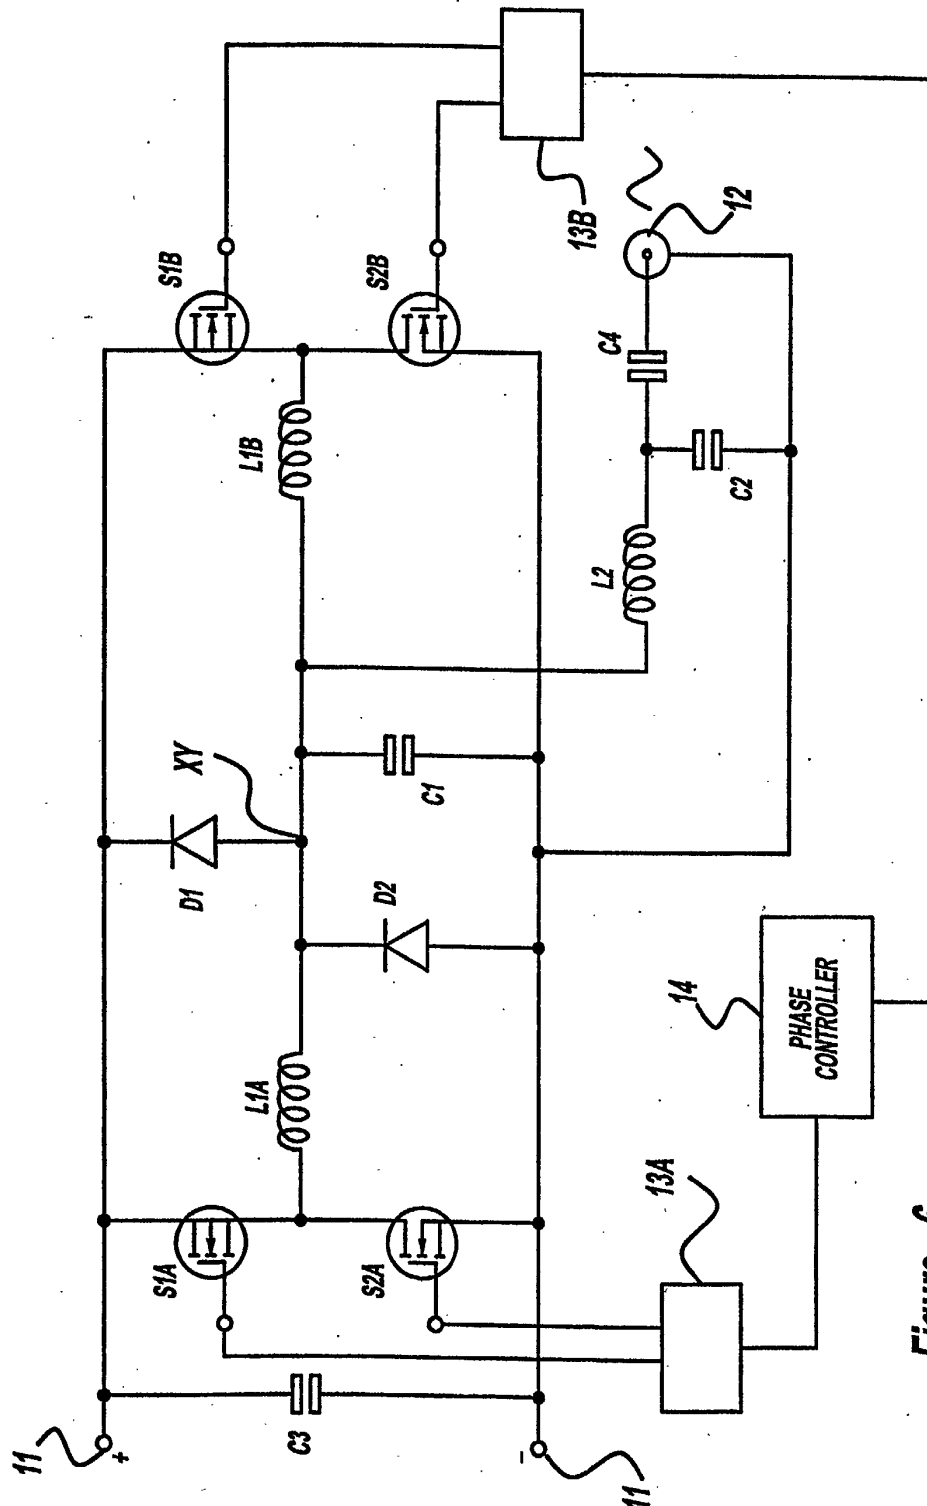 S1B
S2B
13B
12
C4
C2
L1B
L2
XY
D1
D2
C1
14
PHASE
CONTROLLER
L1A
13A
S1A
S2A
C3
11
+
−
11
Figure